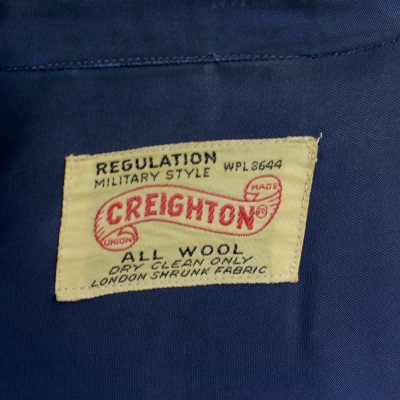 REGULATION WPL 8644
MILITARY STYLE
MADE
CREIGHTON
UNION
ALL WOOL
DRY CLEAN ONLY
LONDON SHRUNK FABRIC